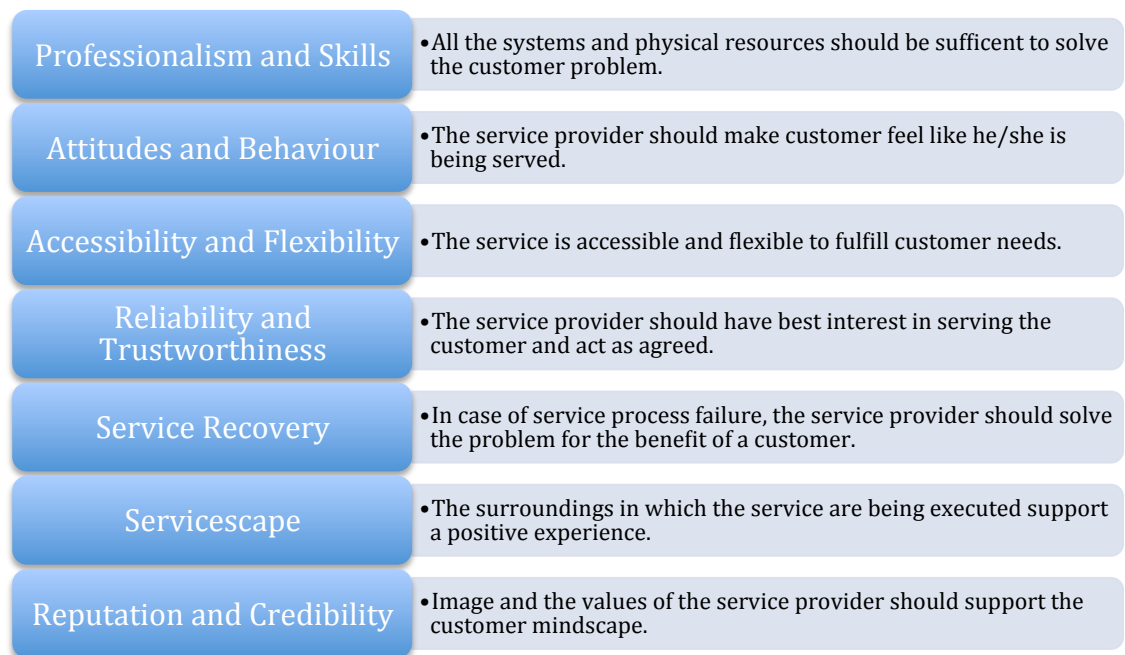 Professionalism and Skills
•All the systems and physical resources should be sufficent to solve
the customer problem.
Attitudes and Behaviour
•The service provider should make customer feel like he/she is
being served.
Accessibility and Flexibility
•The service is accessible and flexible to fulfill customer needs.
Reliability and
Trustworthiness
•The service provider should have best interest in serving the
customer and act as agreed.
Service Recovery
•In case of service process failure, the service provider should solve
the problem for the benefit of a customer.
Servicescape
•The surroundings in which the service are being executed support
a positive experience.
Reputation and Credibility
•Image and the values of the service provider should support the
customer mindscape.